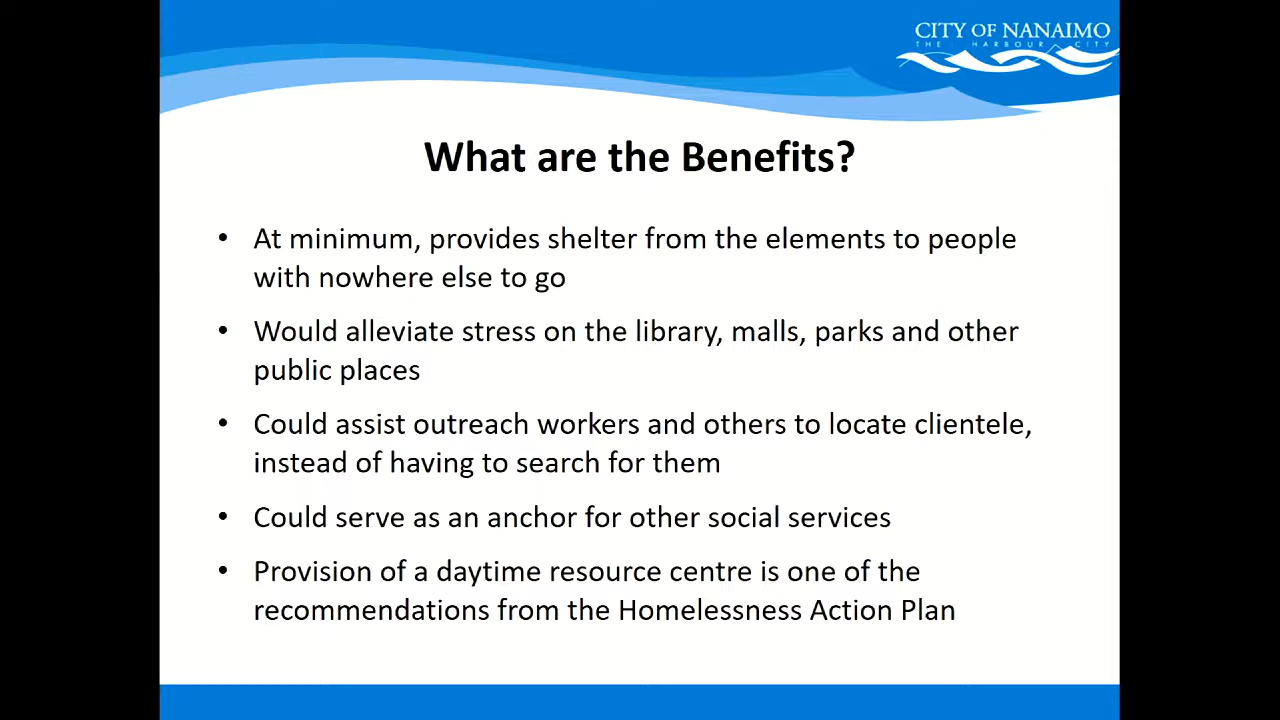 CITY OF NANAIMO
THE HARBOUR CITY
What are the Benefits?
• At minimum, provides shelter from the elements to people
with nowhere else to go
• Would alleviate stress on the library, malls, parks and other
public places
• Could assist outreach workers and others to locate clientele,
instead of having to search for them
• Could serve as an anchor for other social services
• Provision of a daytime resource centre is one of the
recommendations from the Homelessness Action Plan